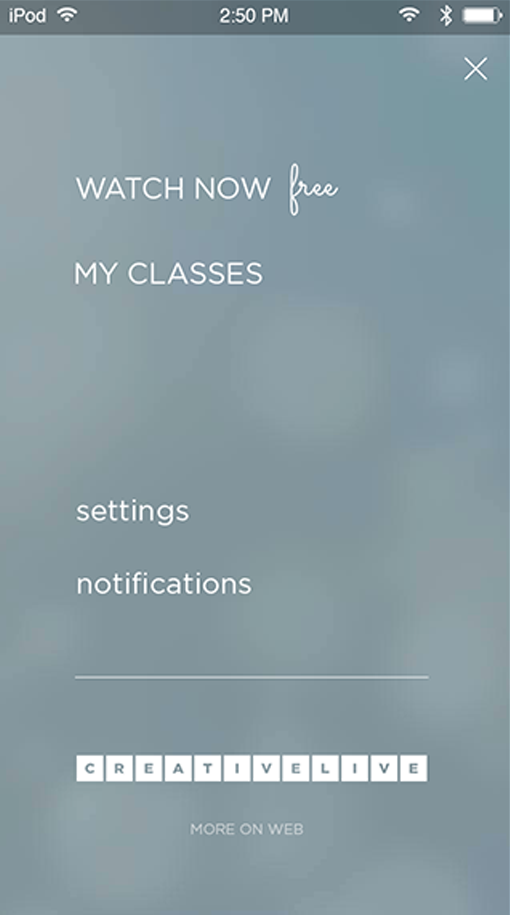 iPod 2:50 PM
WATCH NOW free
MY CLASSES
settings
notifications
CREATIVELIVE
MORE ON WEB